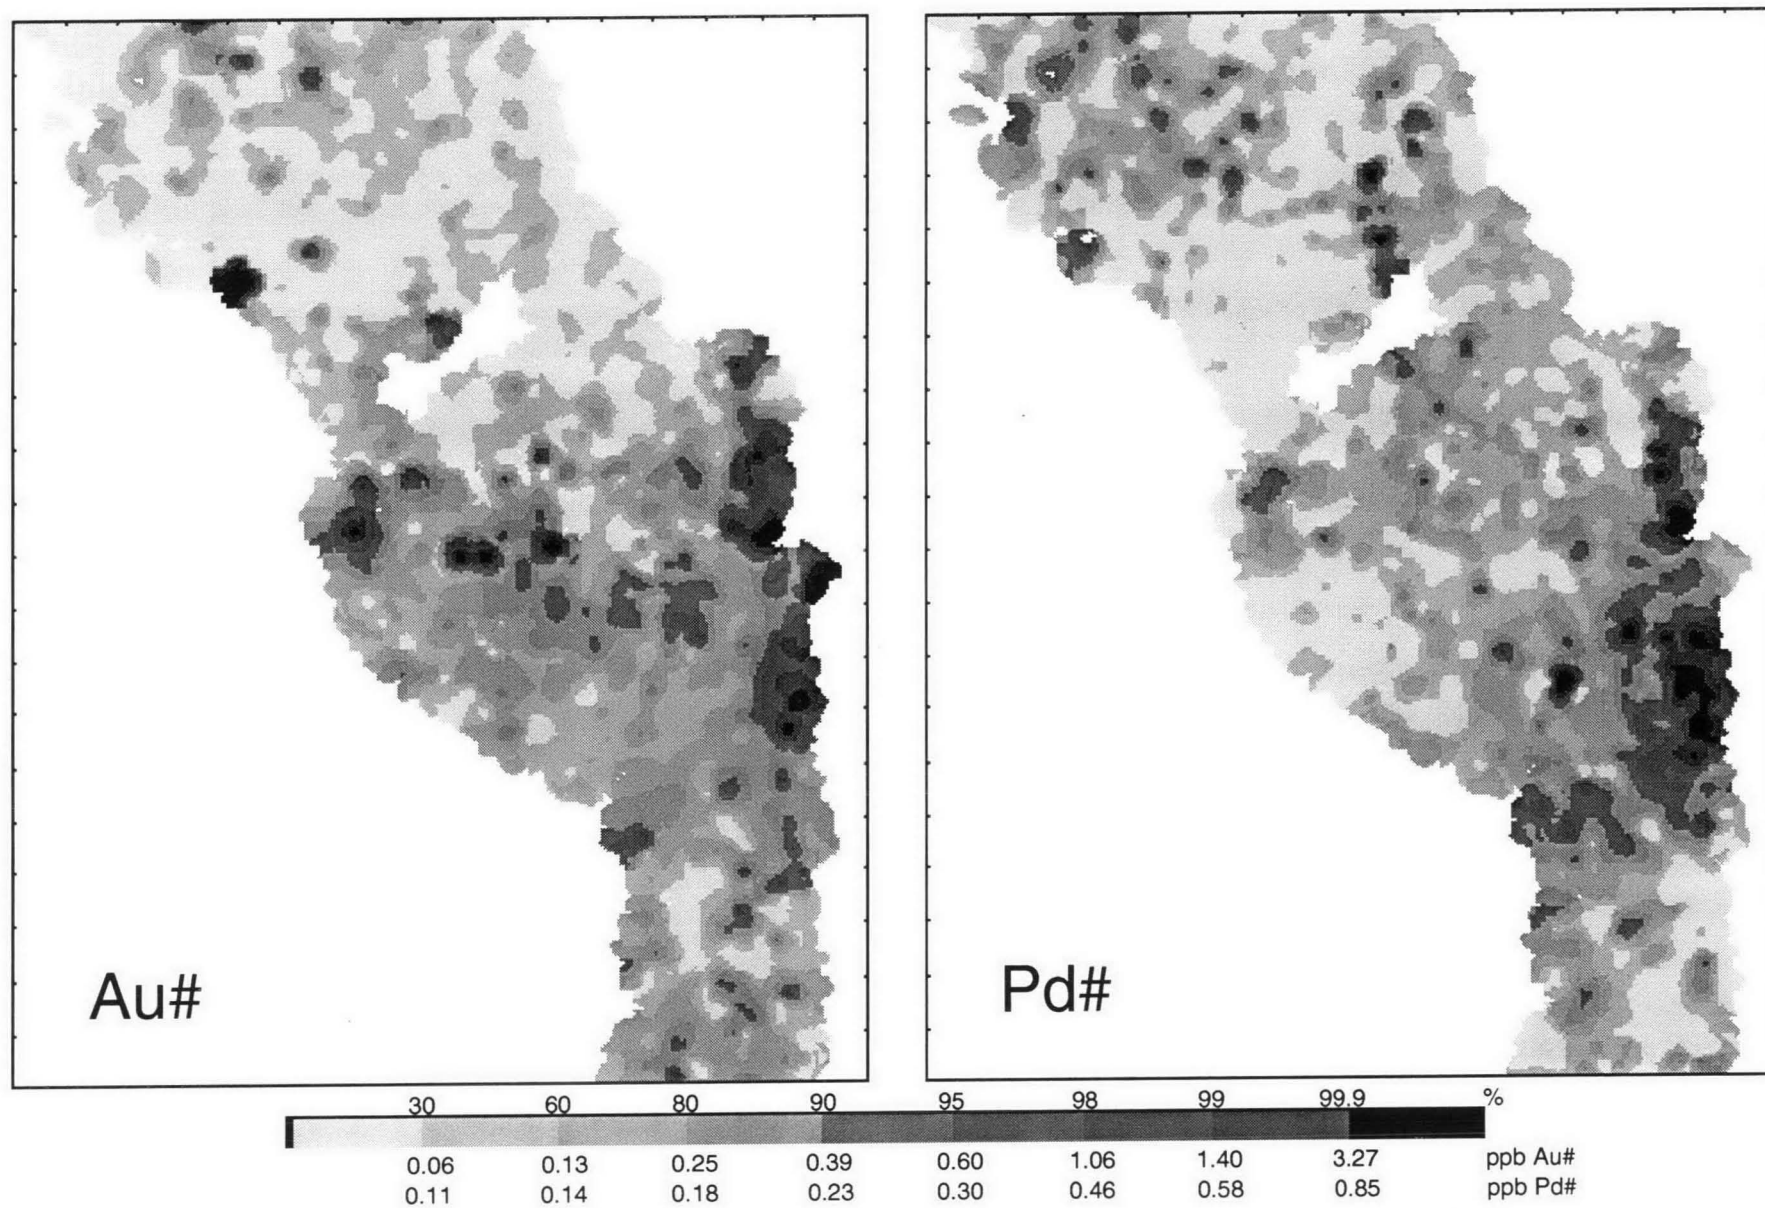 Au#
Pd#
30 60 80 90 95 98 99 99.9 %
0.06 0.13 0.25 0.39 0.60 1.06 1.40 3.27 ppb Au#
0.11 0.14 0.18 0.23 0.30 0.46 0.58 0.85 ppb Pd#